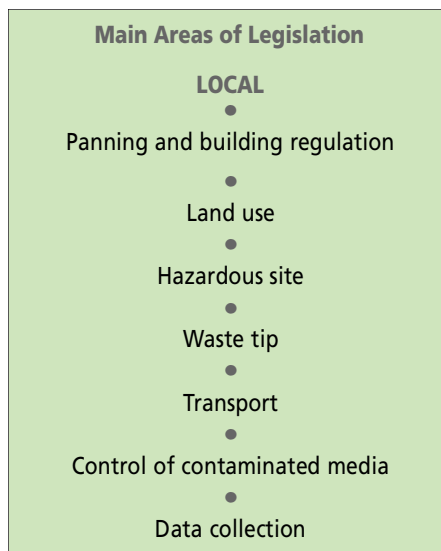 Main Areas of Legislation
LOCAL
•
Panning and building regulation
•
Land use
•
Hazardous site
•
Waste tip
•
Transport
•
Control of contaminated media
•
Data collection